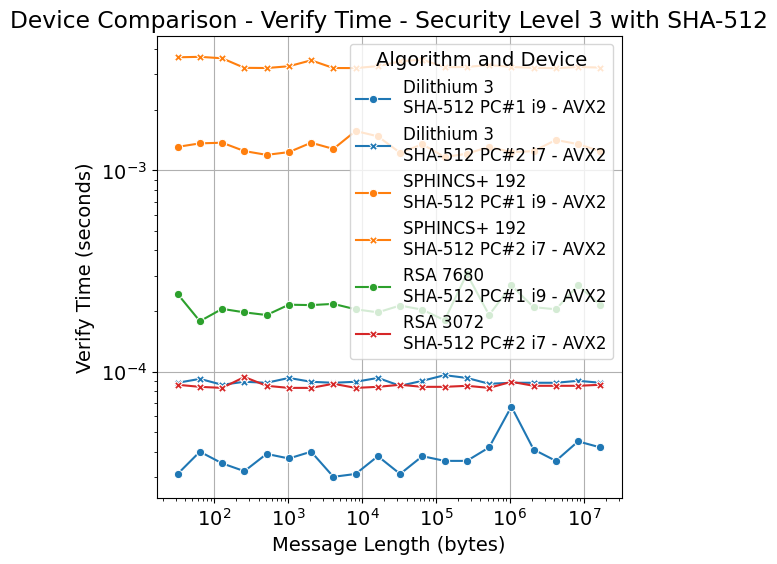 Device Comparison - Verify Time - Security Level 3 with SHA-512
Verify Time (seconds)
10⁻³
10⁻⁴
Algorithm and Device
Dilithium 3
SHA-512 PC#1 i9 - AVX2
Dilithium 3
SHA-512 PC#2 i7 - AVX2
SPHINCS+ 192
SHA-512 PC#1 i9 - AVX2
SPHINCS+ 192
SHA-512 PC#2 i7 - AVX2
RSA 7680
SHA-512 PC#1 i9 - AVX2
RSA 3072
SHA-512 PC#2 i7 - AVX2
10² 10³ 10⁴ 10⁵ 10⁶ 10⁷
Message Length (bytes)